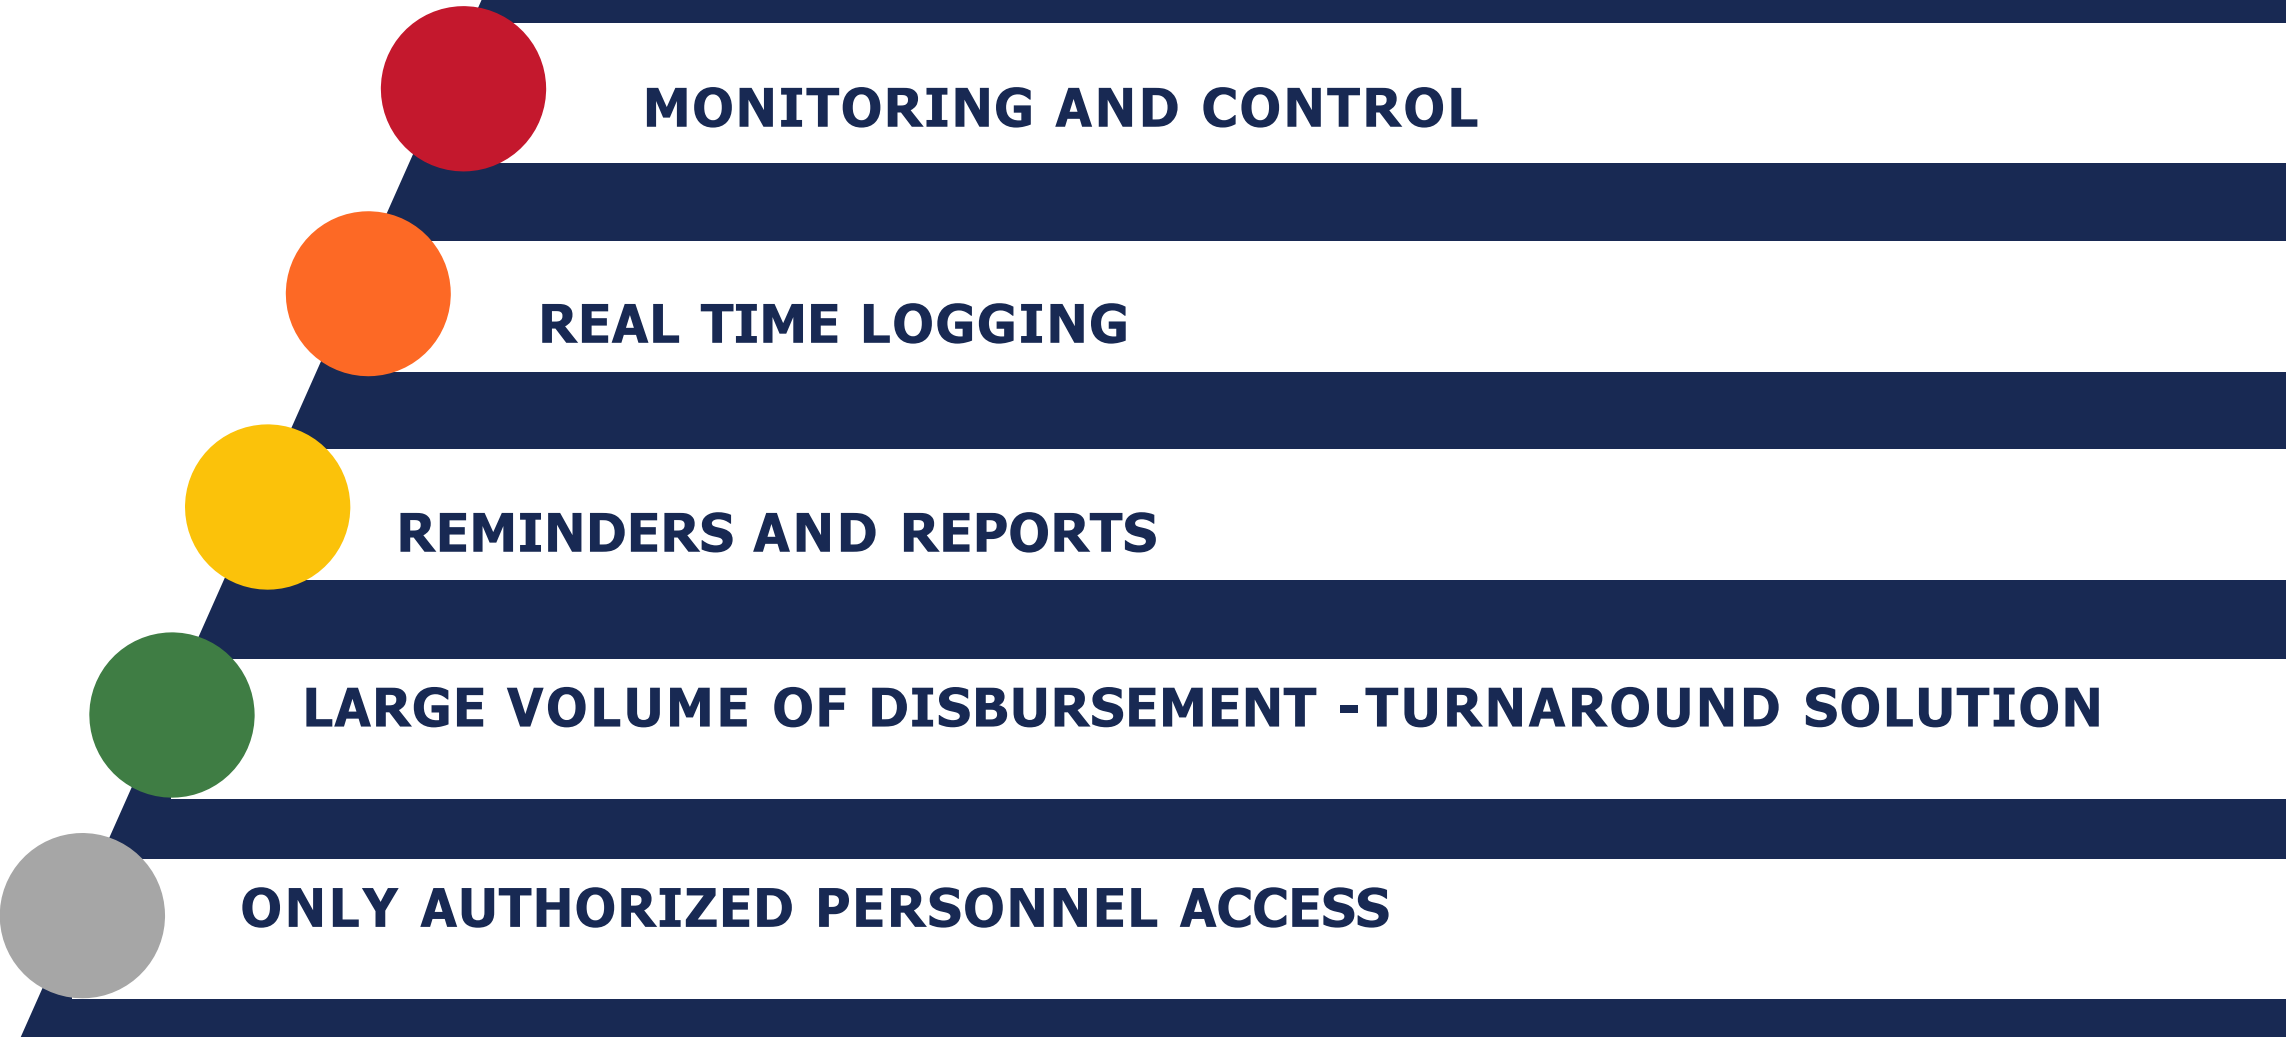 MONITORING AND CONTROL
REAL TIME LOGGING
REMINDERS AND REPORTS
LARGE VOLUME OF DISBURSEMENT -TURNAROUND SOLUTION
ONLY AUTHORIZED PERSONNEL ACCESS